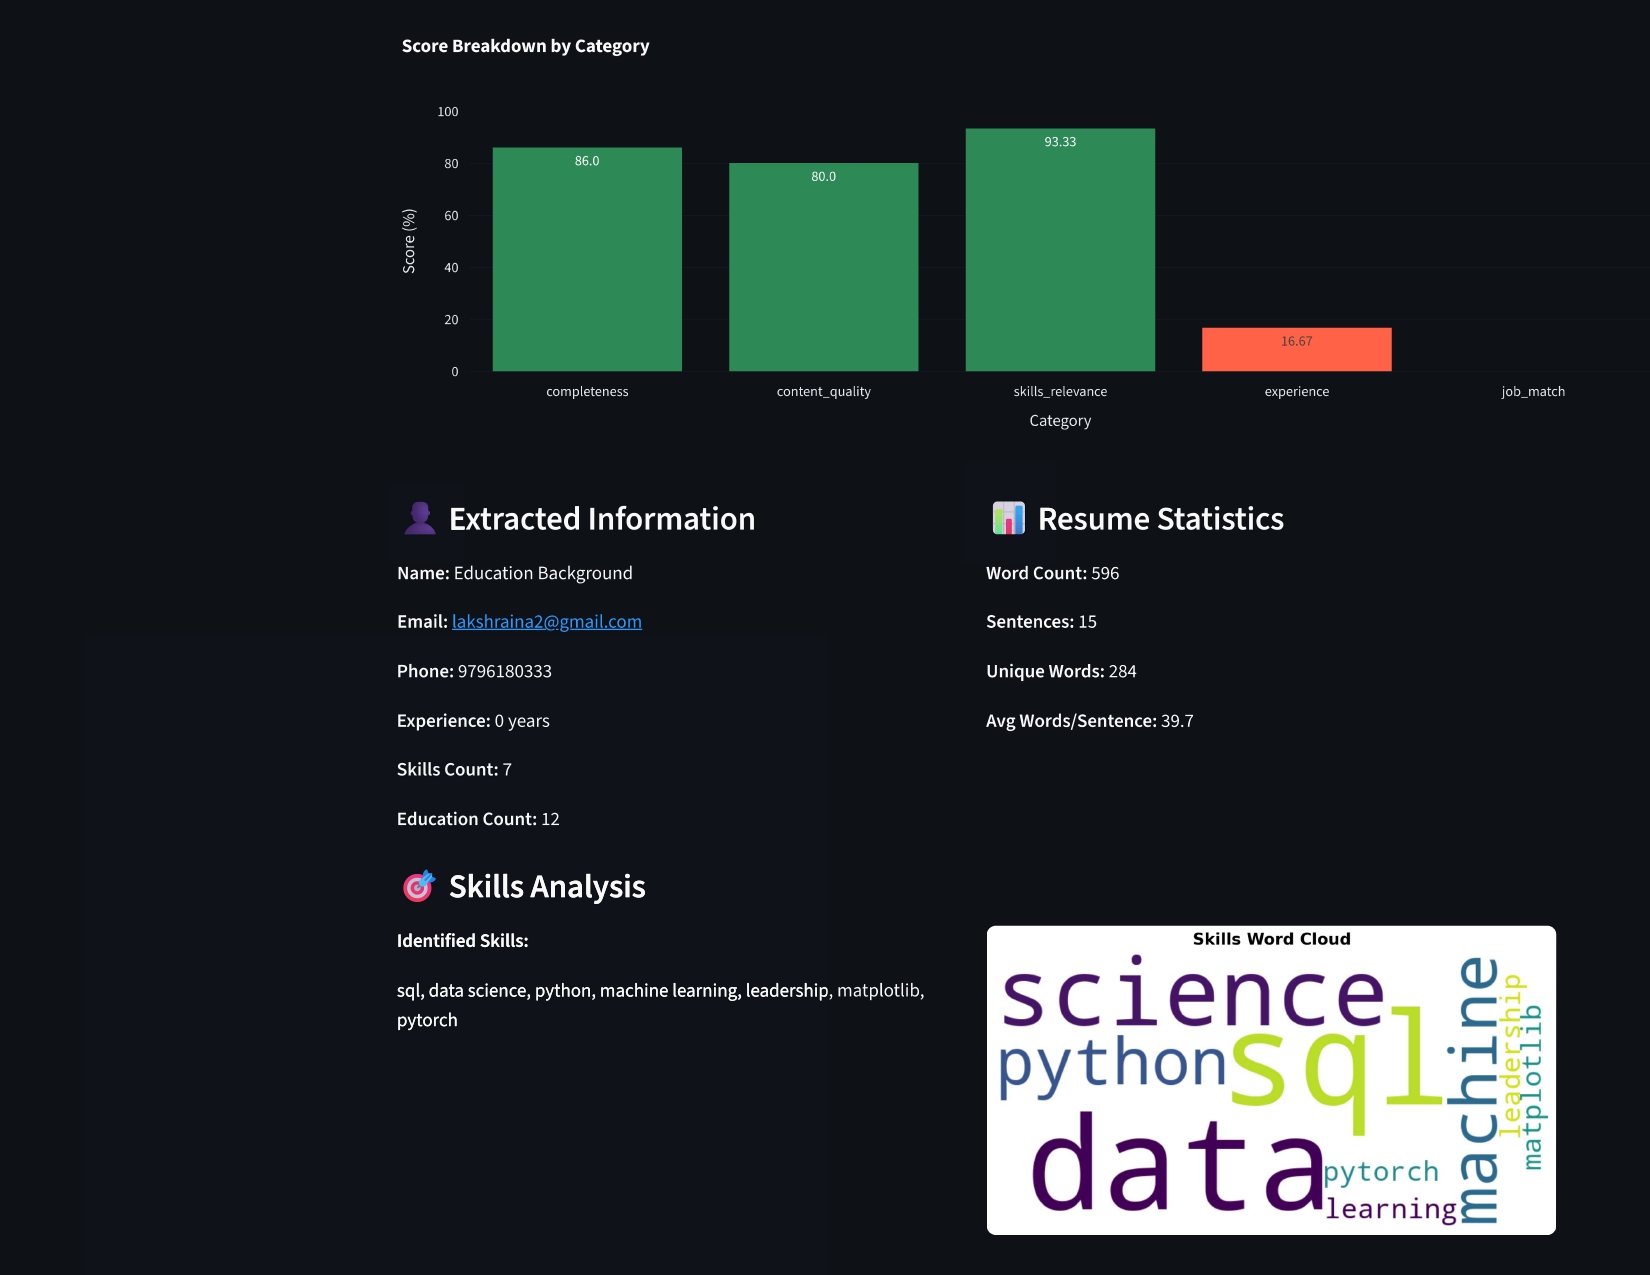 Score Breakdown by Category
100
80
60
40
20
0
Score (%)
86.0
80.0
93.33
16.67
completeness
content_quality
skills_relevance
experience
job_match
Category
Extracted Information
Name: Education Background
Email: lakshraina2@gmail.com
Phone: 9796180333
Experience: 0 years
Skills Count: 7
Education Count: 12
Resume Statistics
Word Count: 596
Sentences: 15
Unique Words: 284
Avg Words/Sentence: 39.7
Skills Analysis
Identified Skills:
sql, data science, python, machine learning, leadership, matplotlib,
pytorch
Skills Word Cloud
science
python
sql
data
pytorch
learning
machine
leadership
matplotlib